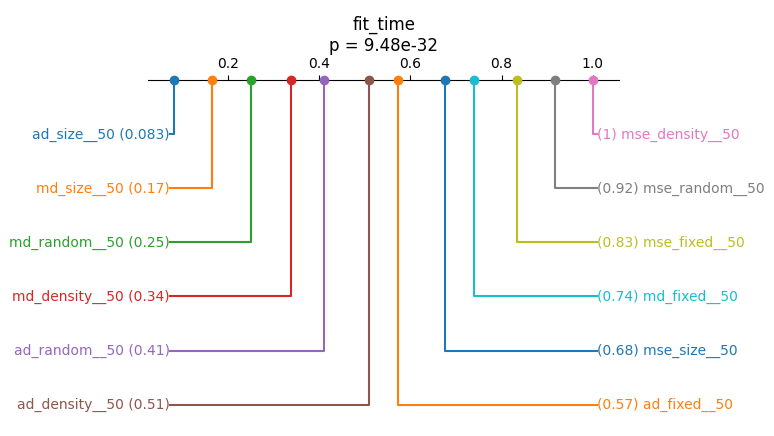 fit_time
p = 9.48e-32
0.2 0.4 0.6 0.8 1.0
ad_size__50 (0.083)
(1) mse_density__50
md_size__50 (0.17)
(0.92) mse_random__50
md_random__50 (0.25)
(0.83) mse_fixed__50
md_density__50 (0.34)
(0.74) md_fixed__50
ad_random__50 (0.41)
(0.68) mse_size__50
ad_density__50 (0.51)
(0.57) ad_fixed__50